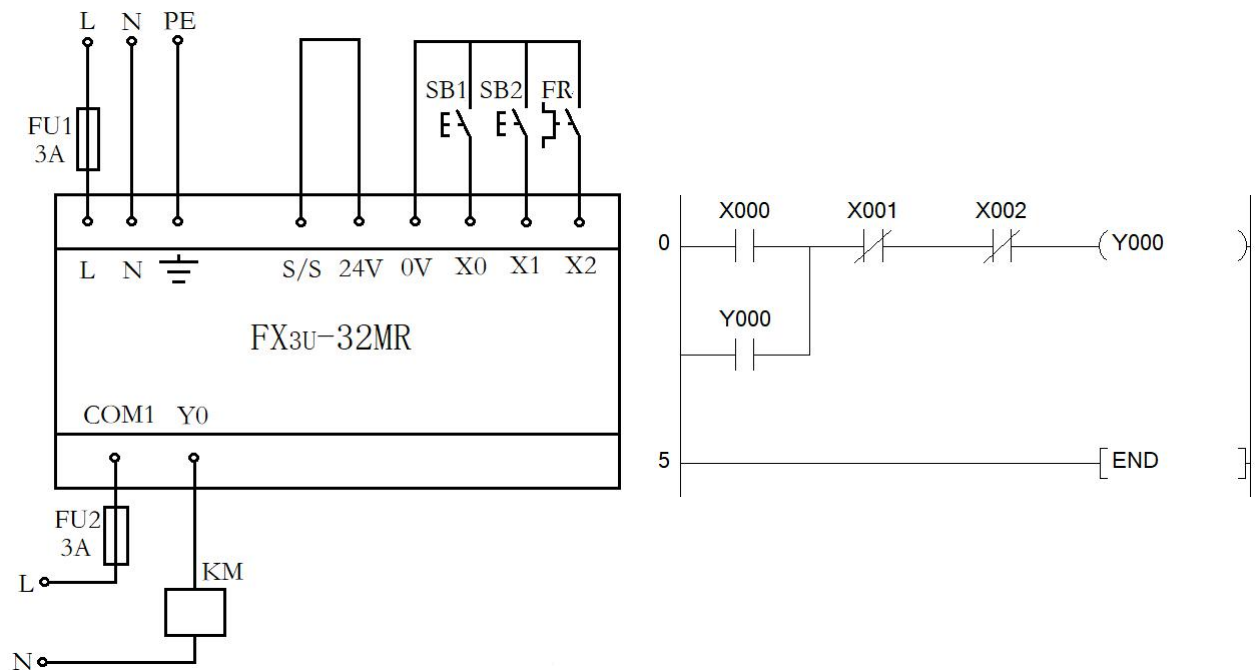 L N PE
FU1
3A
SB1 SB2 FR
L N S/S 24V 0V X0 X1 X2
FX3U-32MR
COM1 Y0
FU2
3A
L
KM
N
X000 X001 X002
0
Y000
Y000
5
END